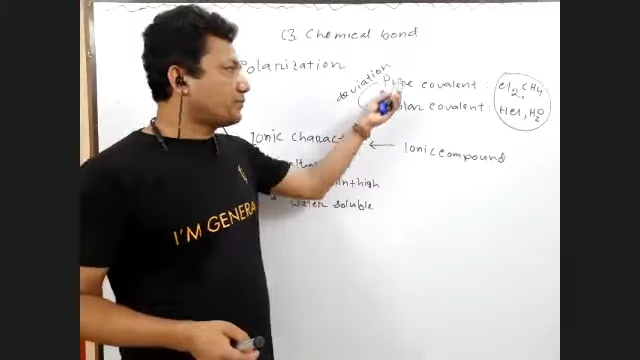 C3. Chemical bond
Polarization
deviation
Pure covalent : Cl2, CH4
Polar covalent : HCl, H2O
Ionic character ← Ionic compound
high
water soluble
I'M GENERA